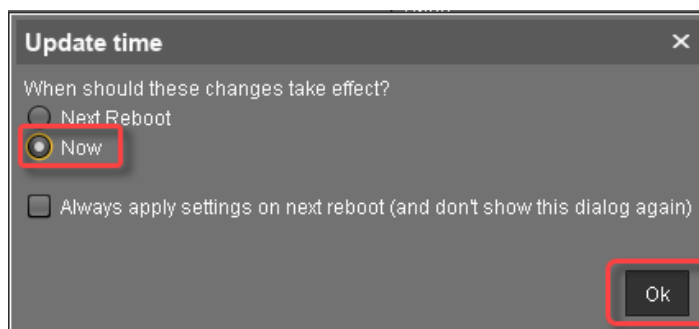 Update time
When should these changes take effect?
Next Reboot
Now
Always apply settings on next reboot (and don't show this dialog again)
Ok